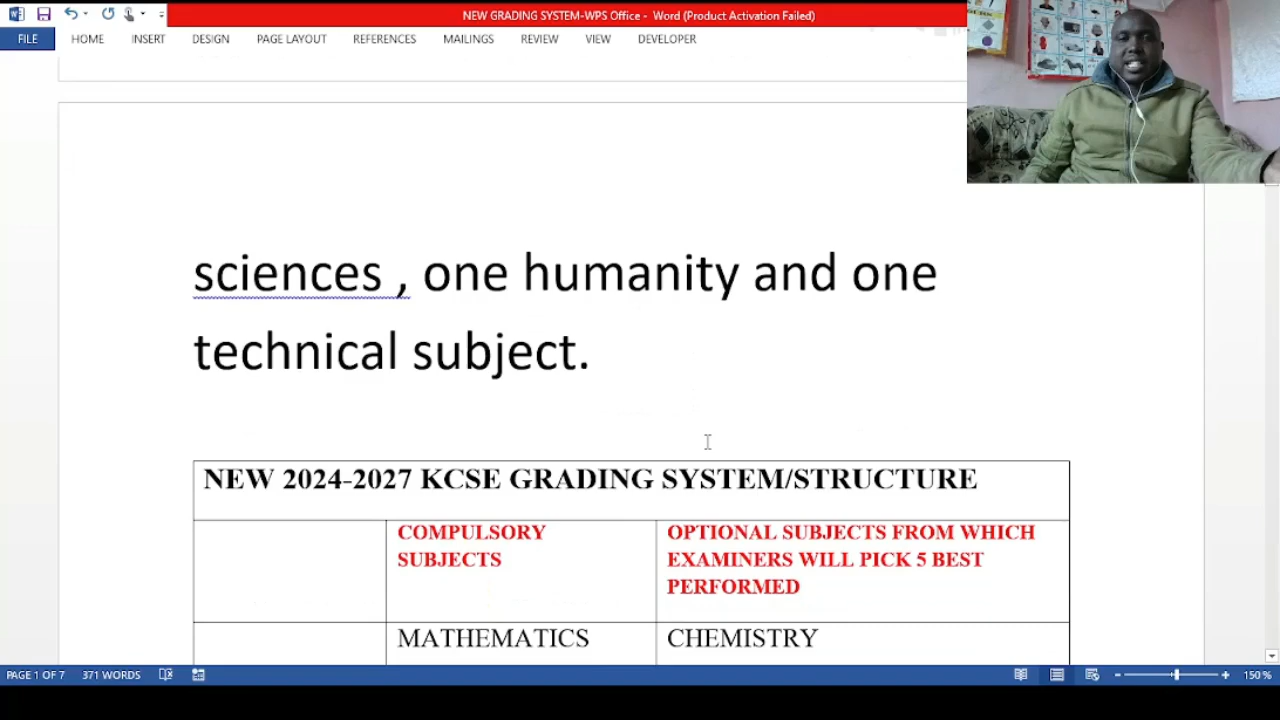 NEW GRADING SYSTEM-WPS Office - Word (Product Activation Failed)
FILE HOME INSERT DESIGN PAGE LAYOUT REFERENCES MAILINGS REVIEW VIEW DEVELOPER
sciences , one humanity and one
technical subject.
NEW 2024-2027 KCSE GRADING SYSTEM/STRUCTURE
COMPULSORY
SUBJECTS
OPTIONAL SUBJECTS FROM WHICH
EXAMINERS WILL PICK 5 BEST
PERFORMED
MATHEMATICS
CHEMISTRY
PAGE 1 OF 7 371 WORDS 150%